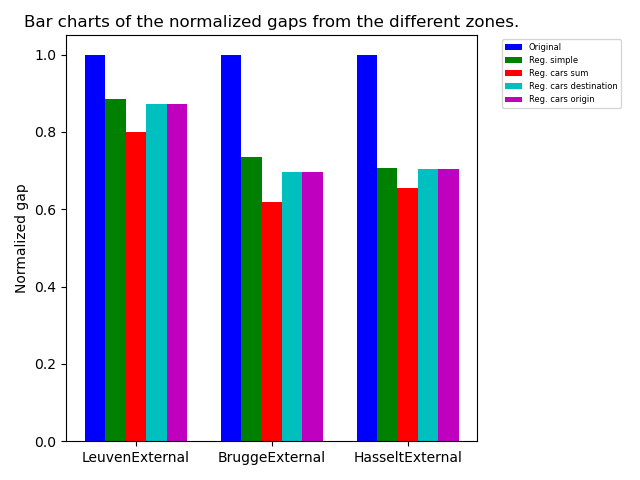 Bar charts of the normalized gaps from the different zones.
Original
Reg. simple
Reg. cars sum
Reg. cars destination
Reg. cars origin
Normalized gap
1.0
0.8
0.6
0.4
0.2
0.0
LeuvenExternal BruggeExternal HasseltExternal